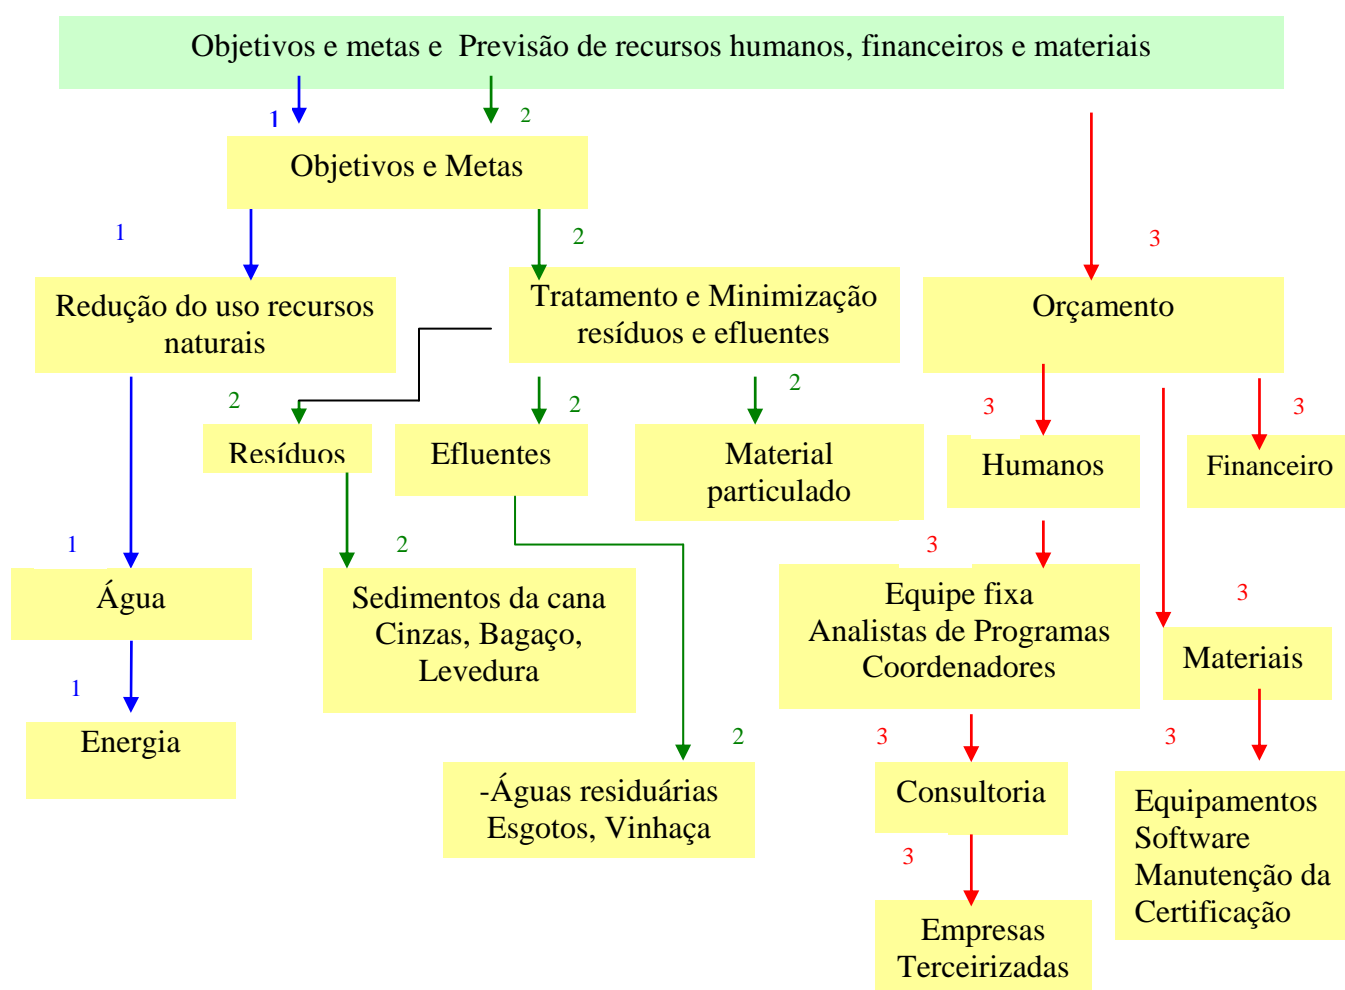 Objetivos e metas e  Previsão de recursos humanos, financeiros e materiais
1
2
Objetivos e Metas
1
2
3
Redução do uso recursos
naturais
Tratamento e Minimização
resíduos e efluentes
Orçamento
2
2
2
3
3
Resíduos
Efluentes
Material
particulado
Humanos
Financeiro
1
2
3
3
Água
Sedimentos da cana
Cinzas, Bagaço,
Levedura
Equipe fixa
Analistas de Programas
Coordenadores
Materiais
1
2
3
3
Energia
-Águas residuárias
Esgotos, Vinhaça
Consultoria
Equipamentos
Software
Manutenção da
Certificação
3
Empresas
Terceirizadas